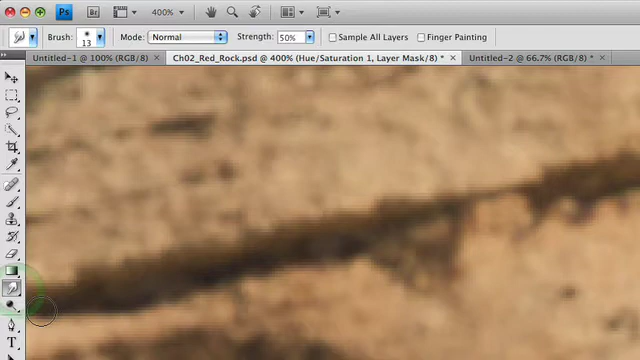 Ps Br 400%
Brush: 13 Mode: Normal Strength: 50% Sample All Layers Finger Painting
Untitled-1 @ 100% (RGB/8) Ch02_Red_Rock.psd @ 400% (Hue/Saturation 1, Layer Mask/8) * Untitled-2 @ 66.7% (RGB/8) *
T